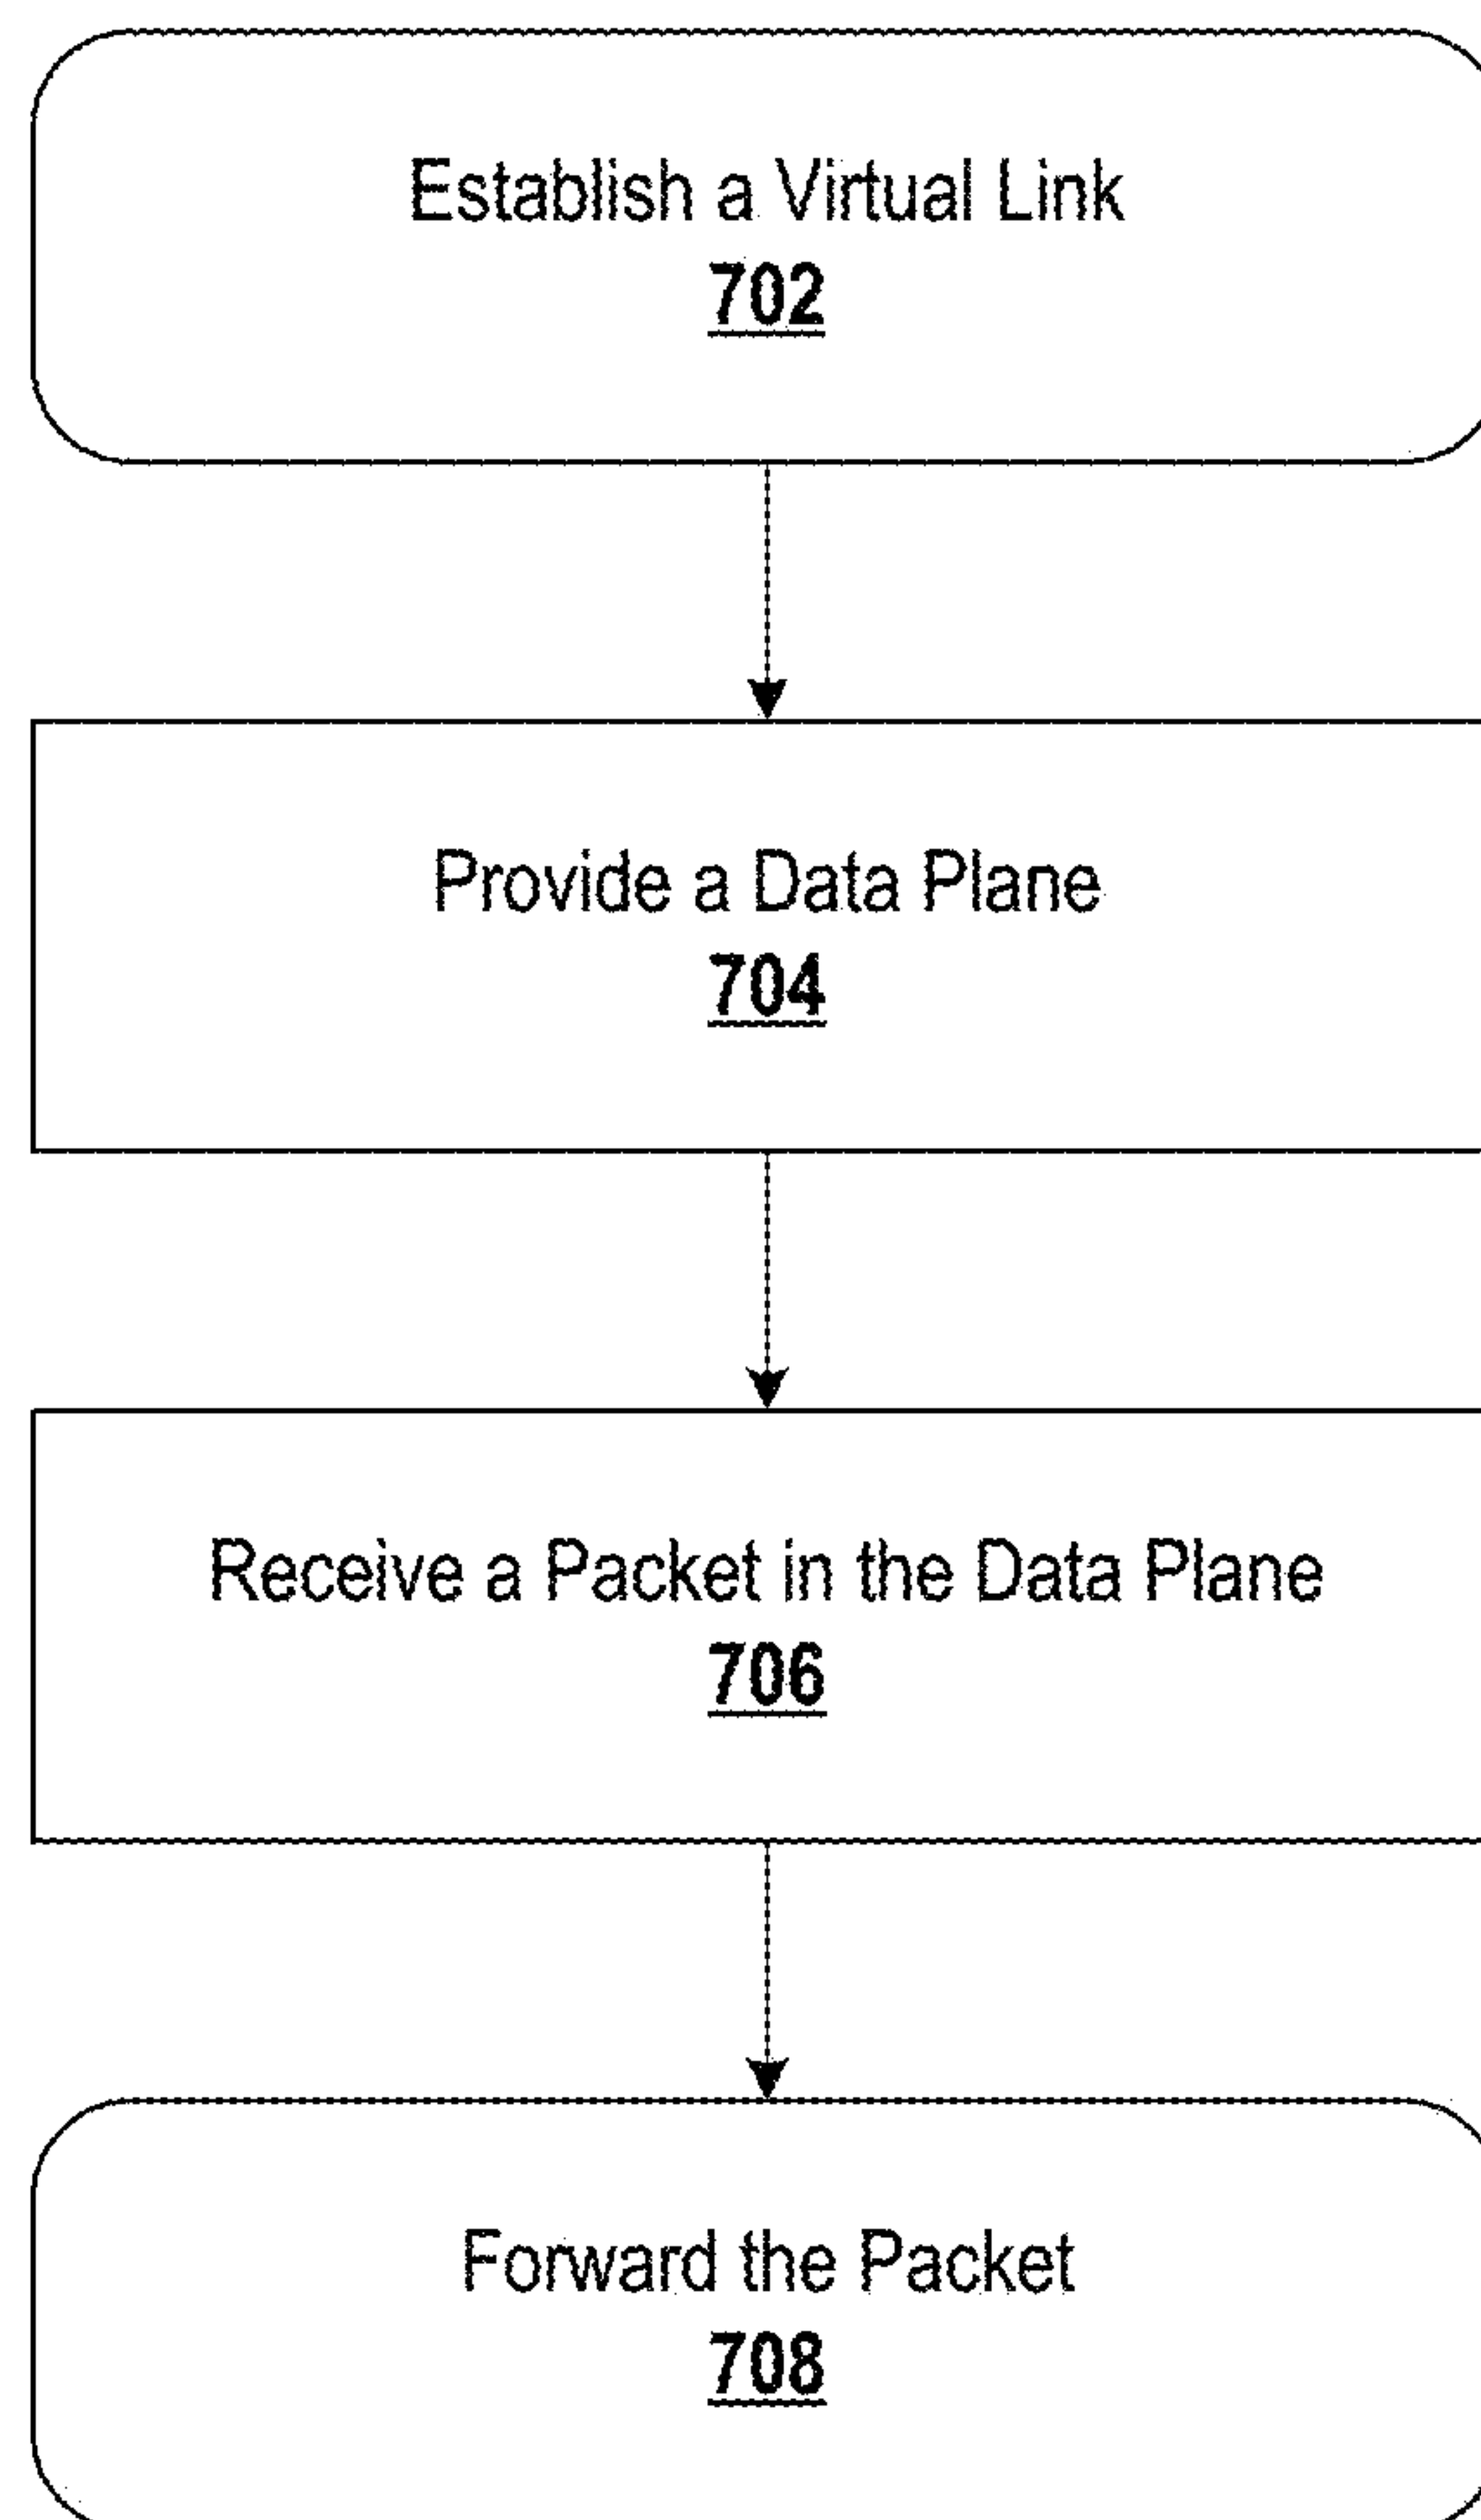 Establish a Virtual Link
702
Provide a Data Plane
704
Receive a Packet in the Data Plane
706
Forward the Packet
708